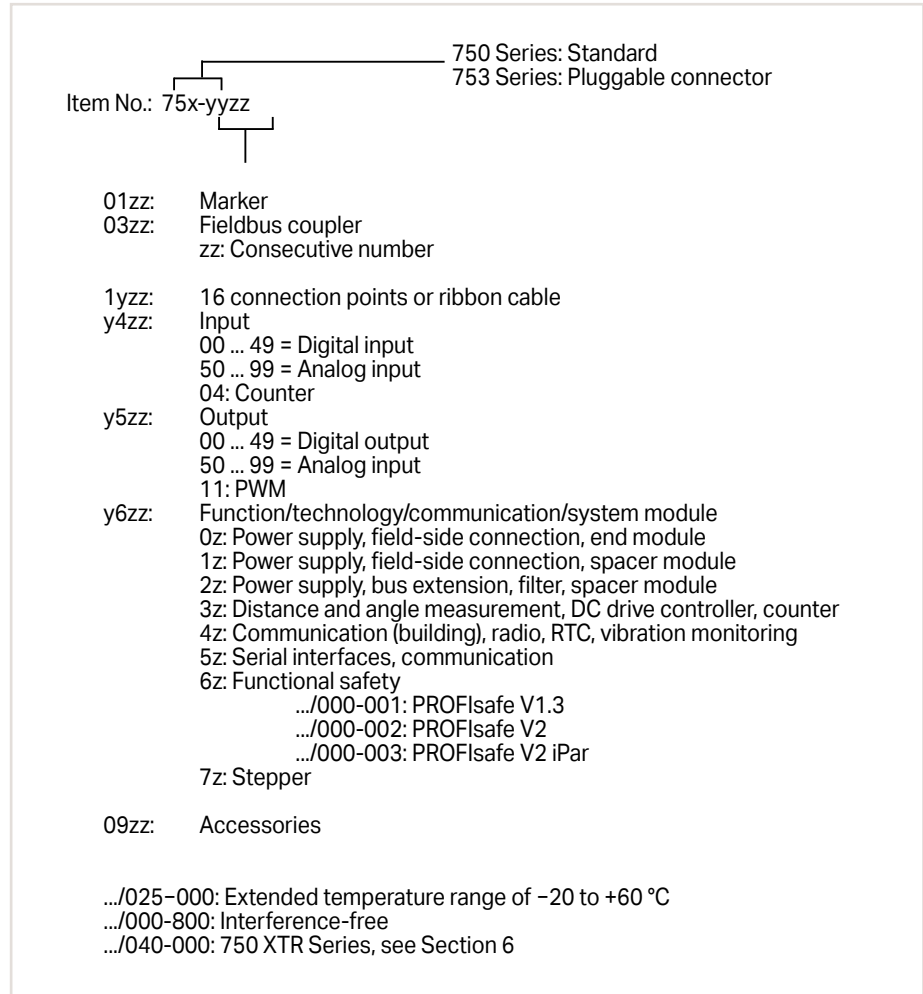 750 Series: Standard
753 Series: Pluggable connector
Item No.: 75x-yyzz
01zz: Marker
03zz: Fieldbus coupler
zz: Consecutive number
1yzz: 16 connection points or ribbon cable
y4zz: Input
00 ... 49 = Digital input
50 ... 99 = Analog input
04: Counter
y5zz: Output
00 ... 49 = Digital output
50 ... 99 = Analog input
11: PWM
y6zz: Function/technology/communication/system module
0z: Power supply, field-side connection, end module
1z: Power supply, field-side connection, spacer module
2z: Power supply, bus extension, filter, spacer module
3z: Distance and angle measurement, DC drive controller, counter
4z: Communication (building), radio, RTC, vibration monitoring
5z: Serial interfaces, communication
6z: Functional safety
.../000-001: PROFIsafe V1.3
.../000-002: PROFIsafe V2
.../000-003: PROFIsafe V2 iPar
7z: Stepper
09zz: Accessories
.../025−000: Extended temperature range of −20 to +60 °C
.../000-800: Interference-free
.../040-000: 750 XTR Series, see Section 6